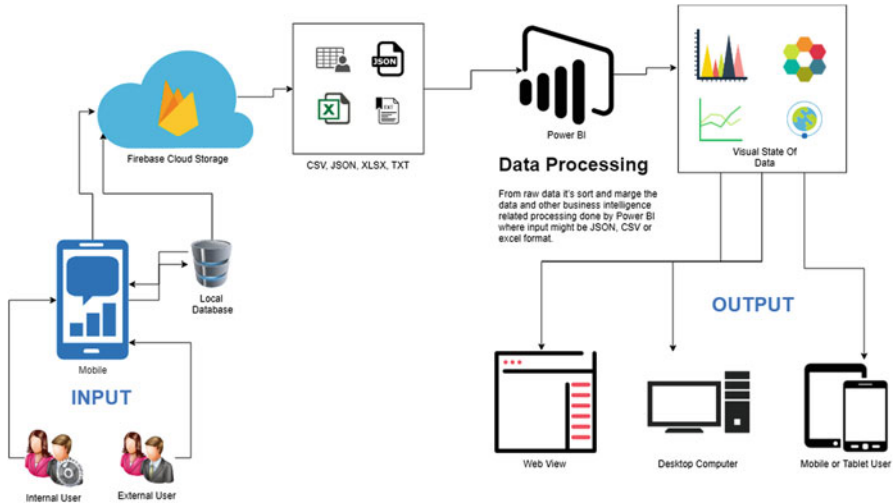 Firebase Cloud Storage
JSON
X
TXT
CSV, JSON, XLSX, TXT
Power BI
Visual State Of
Data
Data Processing
From raw data it's sort and marge the
data and other business intelligence
related processing done by Power BI
where input might be JSON, CSV or
excel format.
Local
Database
Mobile
INPUT
Internal User
External User
OUTPUT
Web View
Desktop Computer
Mobile or Tablet User